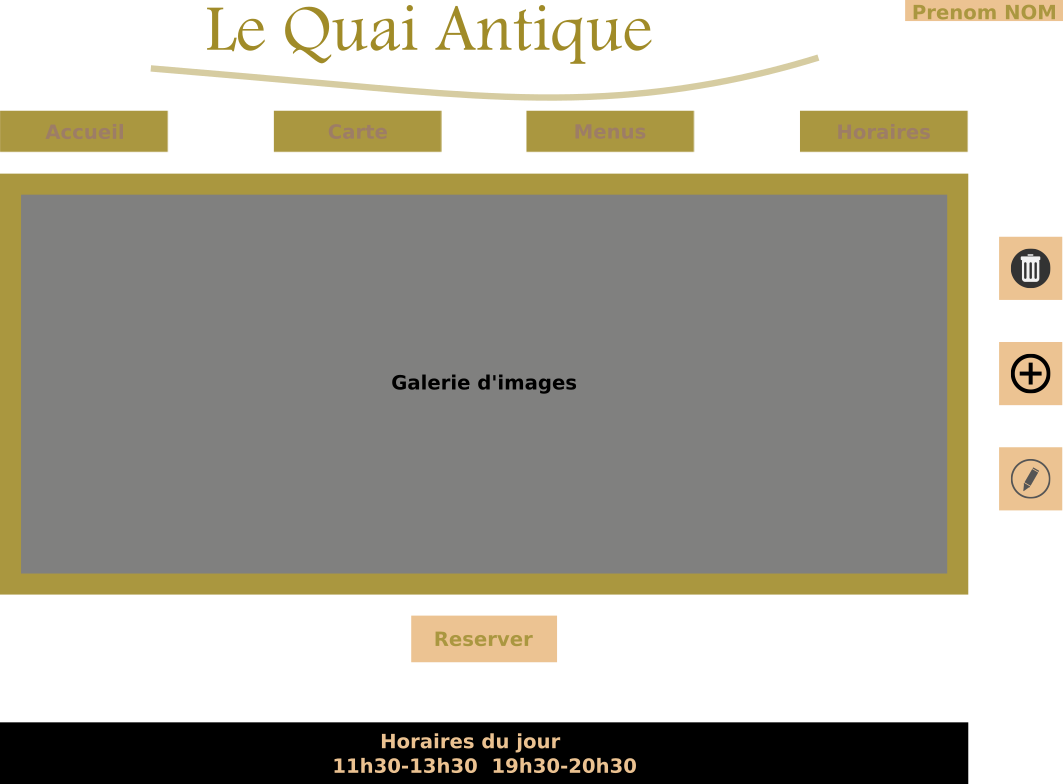 Le Quai Antique
Prenom NOM
Accueil
Carte
Menus
Horaires
Galerie d'images
Reserver
Horaires du jour
11h30-13h30 19h30-20h30